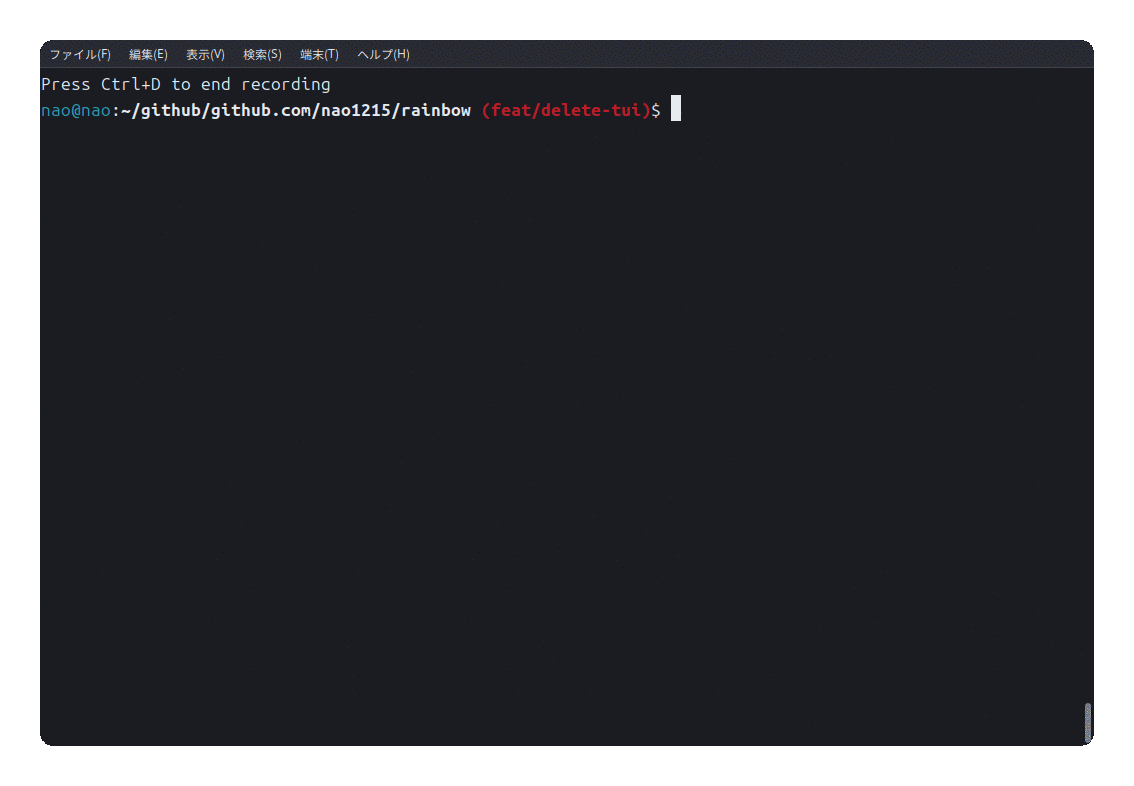 ファイル(F) 編集(E) 表示(V) 検索(S) 端末(T) ヘルプ(H)
Press Ctrl+D to end recording
nao@nao:~/github/github.com/nao1215/rainbow (feat/delete-tui)$